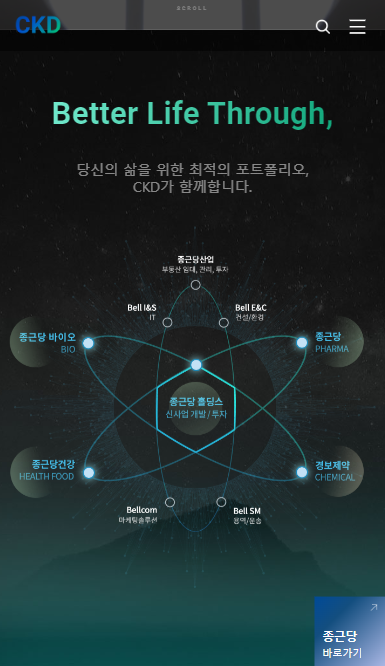 SCROLL
CKD
Better Life Through,
당신의 삶을 위한 최적의 포트폴리오,
CKD가 함께합니다.
종근당산업
부동산 임대, 관리, 투자
Bell I&S
IT
Bell E&C
건설/환경
종근당 바이오
BIO
종근당
PHARMA
종근당 홀딩스
신사업 개발 / 투자
종근당건강
HEALTH FOOD
경보제약
CHEMICAL
Bellcom
마케팅솔루션
Bell SM
용역/운송
종근당
바로가기